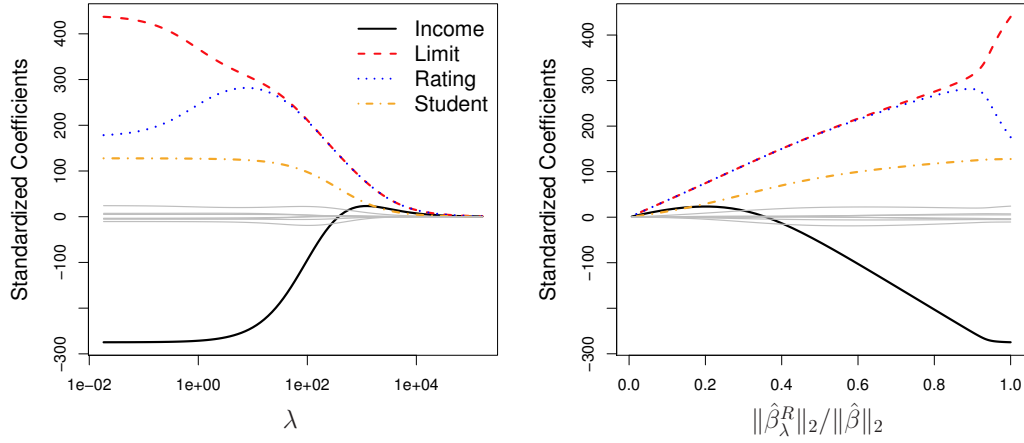 Standardized Coefficients
400
300
200
100
0
-100
-300
1e-02 1e+00 1e+02 1e+04
λ
Income
Limit
Rating
Student
Standardized Coefficients
400
300
200
100
0
-100
-300
0.0 0.2 0.4 0.6 0.8 1.0
‖β̂λᴿ‖₂/‖β̂‖₂